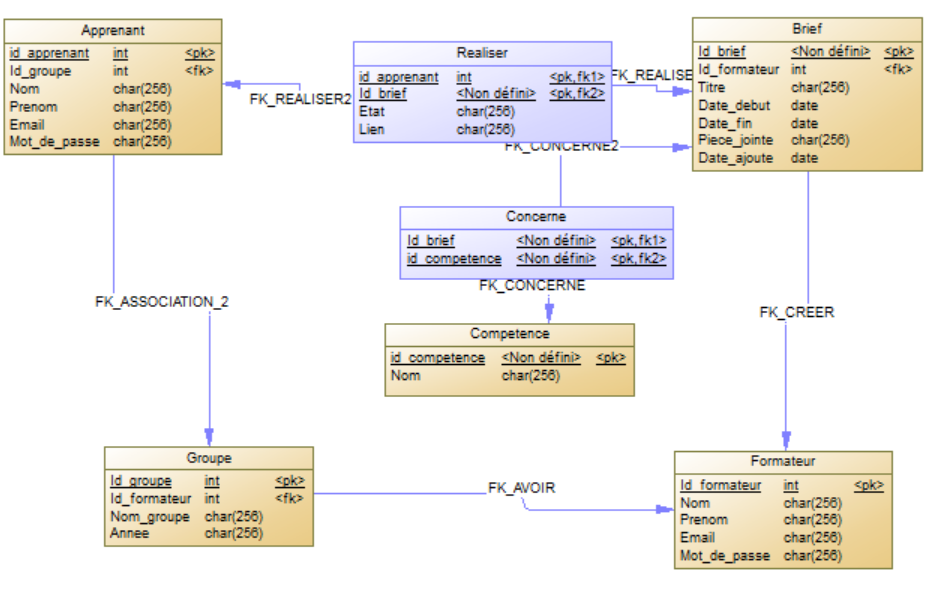 Apprenant
id_apprenant int <pk>
Id_groupe int <fk>
Nom char(256)
Prenom char(256)
Email char(256)
Mot_de_passe char(256)
Realiser
id_apprenant int <pk,fk1>
Id_brief <Non défini> <pk,fk2>
Etat char(256)
Lien char(256)
Brief
Id_brief <Non défini> <pk>
Id_formateur int <fk>
Titre char(256)
Date_debut date
Date_fin date
Piece_jointe char(256)
Date_ajoute date
FK_REALISER2
FK_REALISE
FK_CONCERNE2
Concerne
Id_brief <Non défini> <pk,fk1>
id_competence <Non défini> <pk,fk2>
FK_CONCERNE
FK_ASSOCIATION_2
FK_CREER
Competence
id_competence <Non défini> <pk>
Nom char(256)
Groupe
Id_groupe int <pk>
Id_formateur int <fk>
Nom_groupe char(256)
Annee char(256)
FK_AVOIR
Formateur
Id_formateur int <pk>
Nom char(256)
Prenom char(256)
Email char(256)
Mot_de_passe char(256)